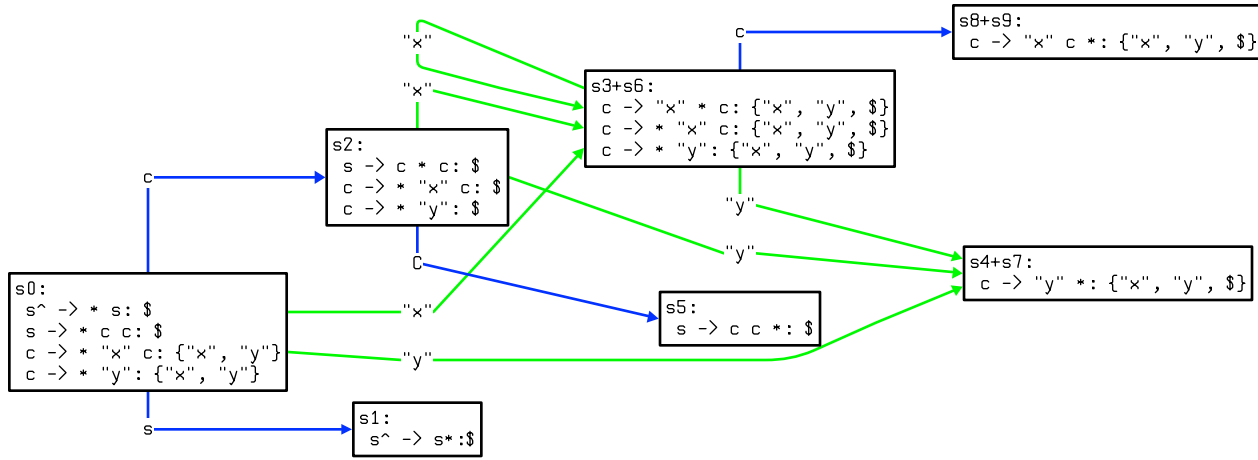 s8+s9:
c -> "x" c *: {"x", "y", $}
c
"x"
s3+s6:
c -> "x" * c: {"x", "y", $}
c -> * "x" c: {"x", "y", $}
c -> * "y": {"x", "y", $}
"x"
s2:
s -> c * c: $
c -> * "x" c: $
c -> * "y": $
c
"y"
"y"
C
s4+s7:
c -> "y" *: {"x", "y", $}
s0:
s^ -> * s: $
s -> * c c: $
c -> * "x" c: {"x", "y"}
c -> * "y": {"x", "y"}
"x"
"y"
s5:
s -> c c *: $
s
s1:
s^ -> s*:$